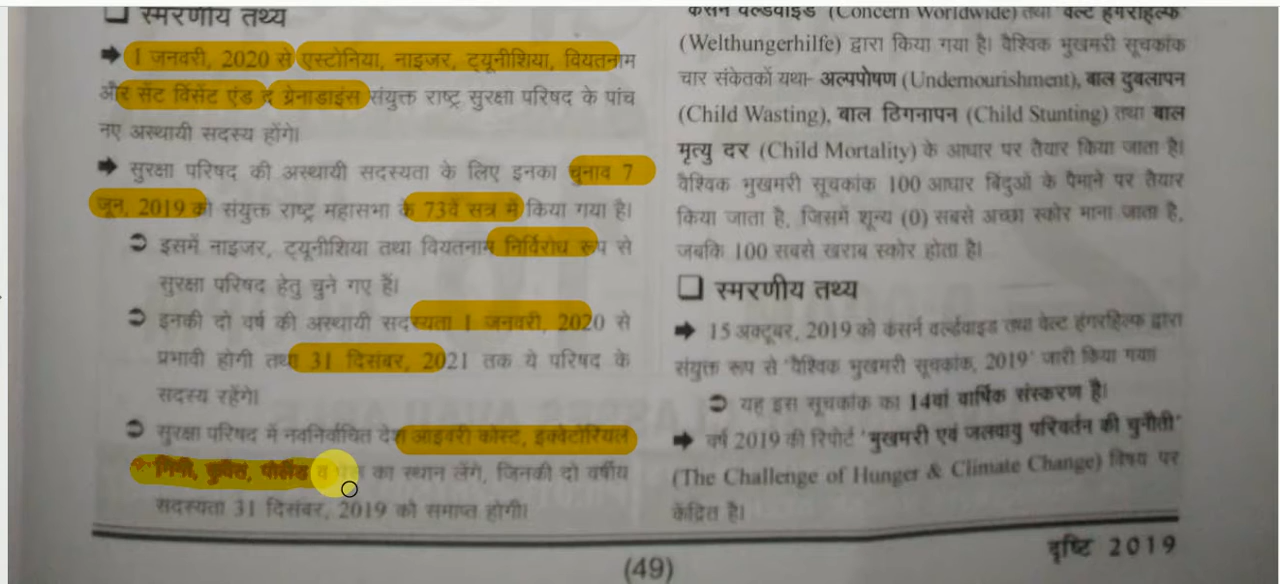 ❑ स्मरणीय तथ्य
➡ 1 जनवरी, 2020 से एस्टोनिया, नाइजर, ट्यूनीशिया, वियतनाम
और सेंट विंसेंट एंड द ग्रेनाडाइंस संयुक्त राष्ट्र सुरक्षा परिषद के पांच
नए अस्थायी सदस्य होंगे।
➡ सुरक्षा परिषद की अस्थायी सदस्यता के लिए इनका चुनाव 7
जून, 2019 को संयुक्त राष्ट्र महासभा के 73वें सत्र में किया गया है।
➲ इसमें नाइजर, ट्यूनीशिया तथा वियतनाम निर्विरोध रूप से
सुरक्षा परिषद हेतु चुने गए हैं।
➲ इनकी दो वर्ष की अस्थायी सदस्यता 1 जनवरी, 2020 से
प्रभावी होगी तथा 31 दिसंबर, 2021 तक ये परिषद के
सदस्य रहेंगे।
➲ सुरक्षा परिषद में नवनिर्वाचित देश आइवरी कोस्ट, इक्वेटोरियल
गिनी, कुवैत, पोलैंड व का स्थान लेंगे, जिनकी दो वर्षीय
सदस्यता 31 दिसंबर, 2019 को समाप्त होगी।
कंसर्न वर्ल्डवाइड (Concern Worldwide) तथा वेल्ट हंगरहिल्फ
(Welthungerhilfe) द्वारा किया गया है। वैश्विक भुखमरी सूचकांक
चार संकेतकों यथा- अल्पपोषण (Undernourishment), बाल दुबलापन
(Child Wasting), बाल ठिगनापन (Child Stunting) तथा बाल
मृत्यु दर (Child Mortality) के आधार पर तैयार किया जाता है।
वैश्विक भुखमरी सूचकांक 100 आधार बिंदुओं के पैमाने पर तैयार
किया जाता है, जिसमें शून्य (0) सबसे अच्छा स्कोर माना जाता है,
जबकि 100 सबसे खराब स्कोर होता है।
❑ स्मरणीय तथ्य
➡ 15 अक्टूबर, 2019 को कंसर्न वर्ल्डवाइड तथा वेल्ट हंगरहिल्फ द्वारा
संयुक्त रूप से 'वैश्विक भुखमरी सूचकांक, 2019' जारी किया गया।
➲ यह इस सूचकांक का 14वां वार्षिक संस्करण है।
➡ वर्ष 2019 की रिपोर्ट 'भुखमरी एवं जलवायु परिवर्तन की चुनौती'
(The Challenge of Hunger & Climate Change) विषय पर
केंद्रित है।
(49)
दृष्टि 2019